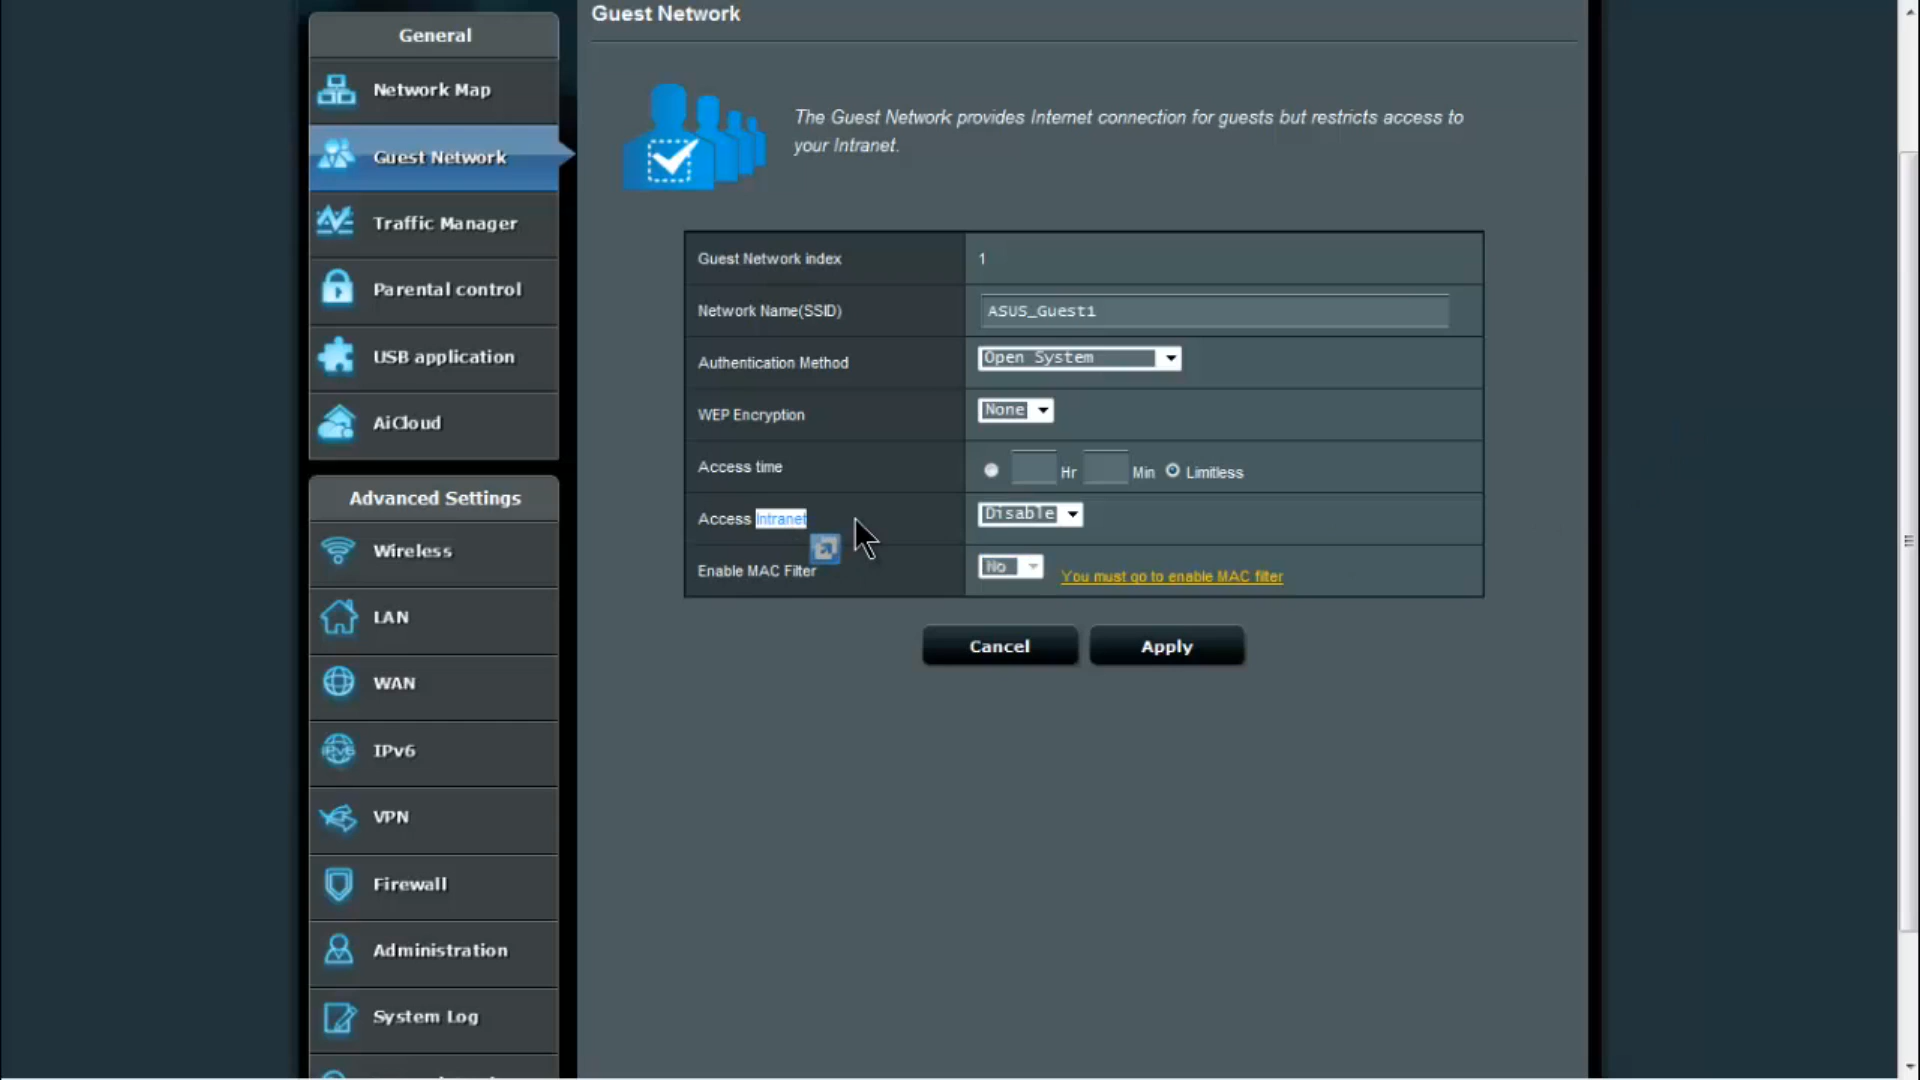 General
Network Map
Guest Network
Traffic Manager
Parental control
USB application
AiCloud
Advanced Settings
Wireless
LAN
WAN
IPv6
VPN
Firewall
Administration
System Log
Guest Network
The Guest Network provides Internet connection for guests but restricts access to
your Intranet.
Guest Network index 1
Network Name(SSID) ASUS_Guest1
Authentication Method Open System
WEP Encryption None
Access time Hr Min Limitless
Access Intranet Disable
Enable MAC Filter No You must go to enable MAC filter
Cancel Apply